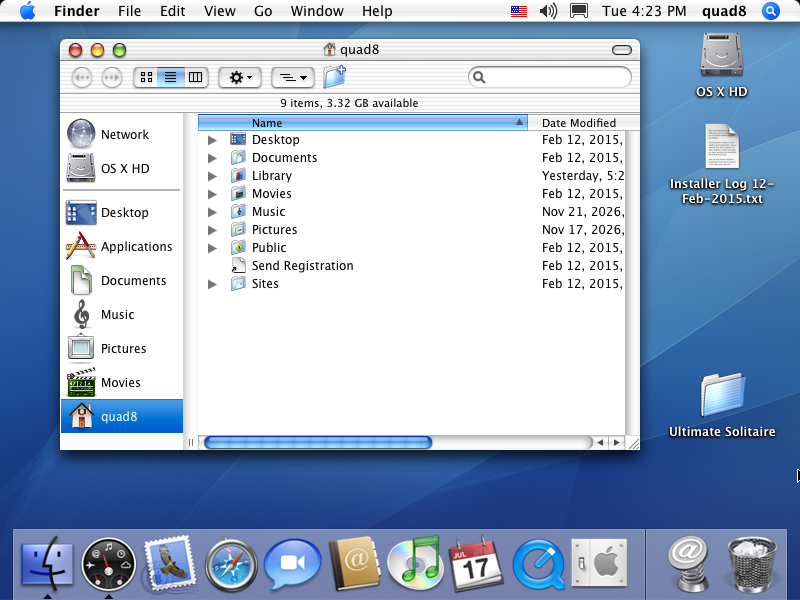 Finder File Edit View Go Window Help Tue 4:23 PM quad8
quad8
9 items, 3.32 GB available
Name Date Modified
Desktop Feb 12, 2015,
Documents Feb 12, 2015,
Library Yesterday, 5:2
Movies Feb 12, 2015,
Music Nov 21, 2026,
Pictures Nov 17, 2026,
Public Feb 12, 2015,
Send Registration Feb 12, 2015,
Sites Feb 12, 2015,
Network
OS X HD
Desktop
Applications
Documents
Music
Pictures
Movies
quad8
OS X HD
Installer Log 12-
Feb-2015.txt
Ultimate Solitaire
JUL
17